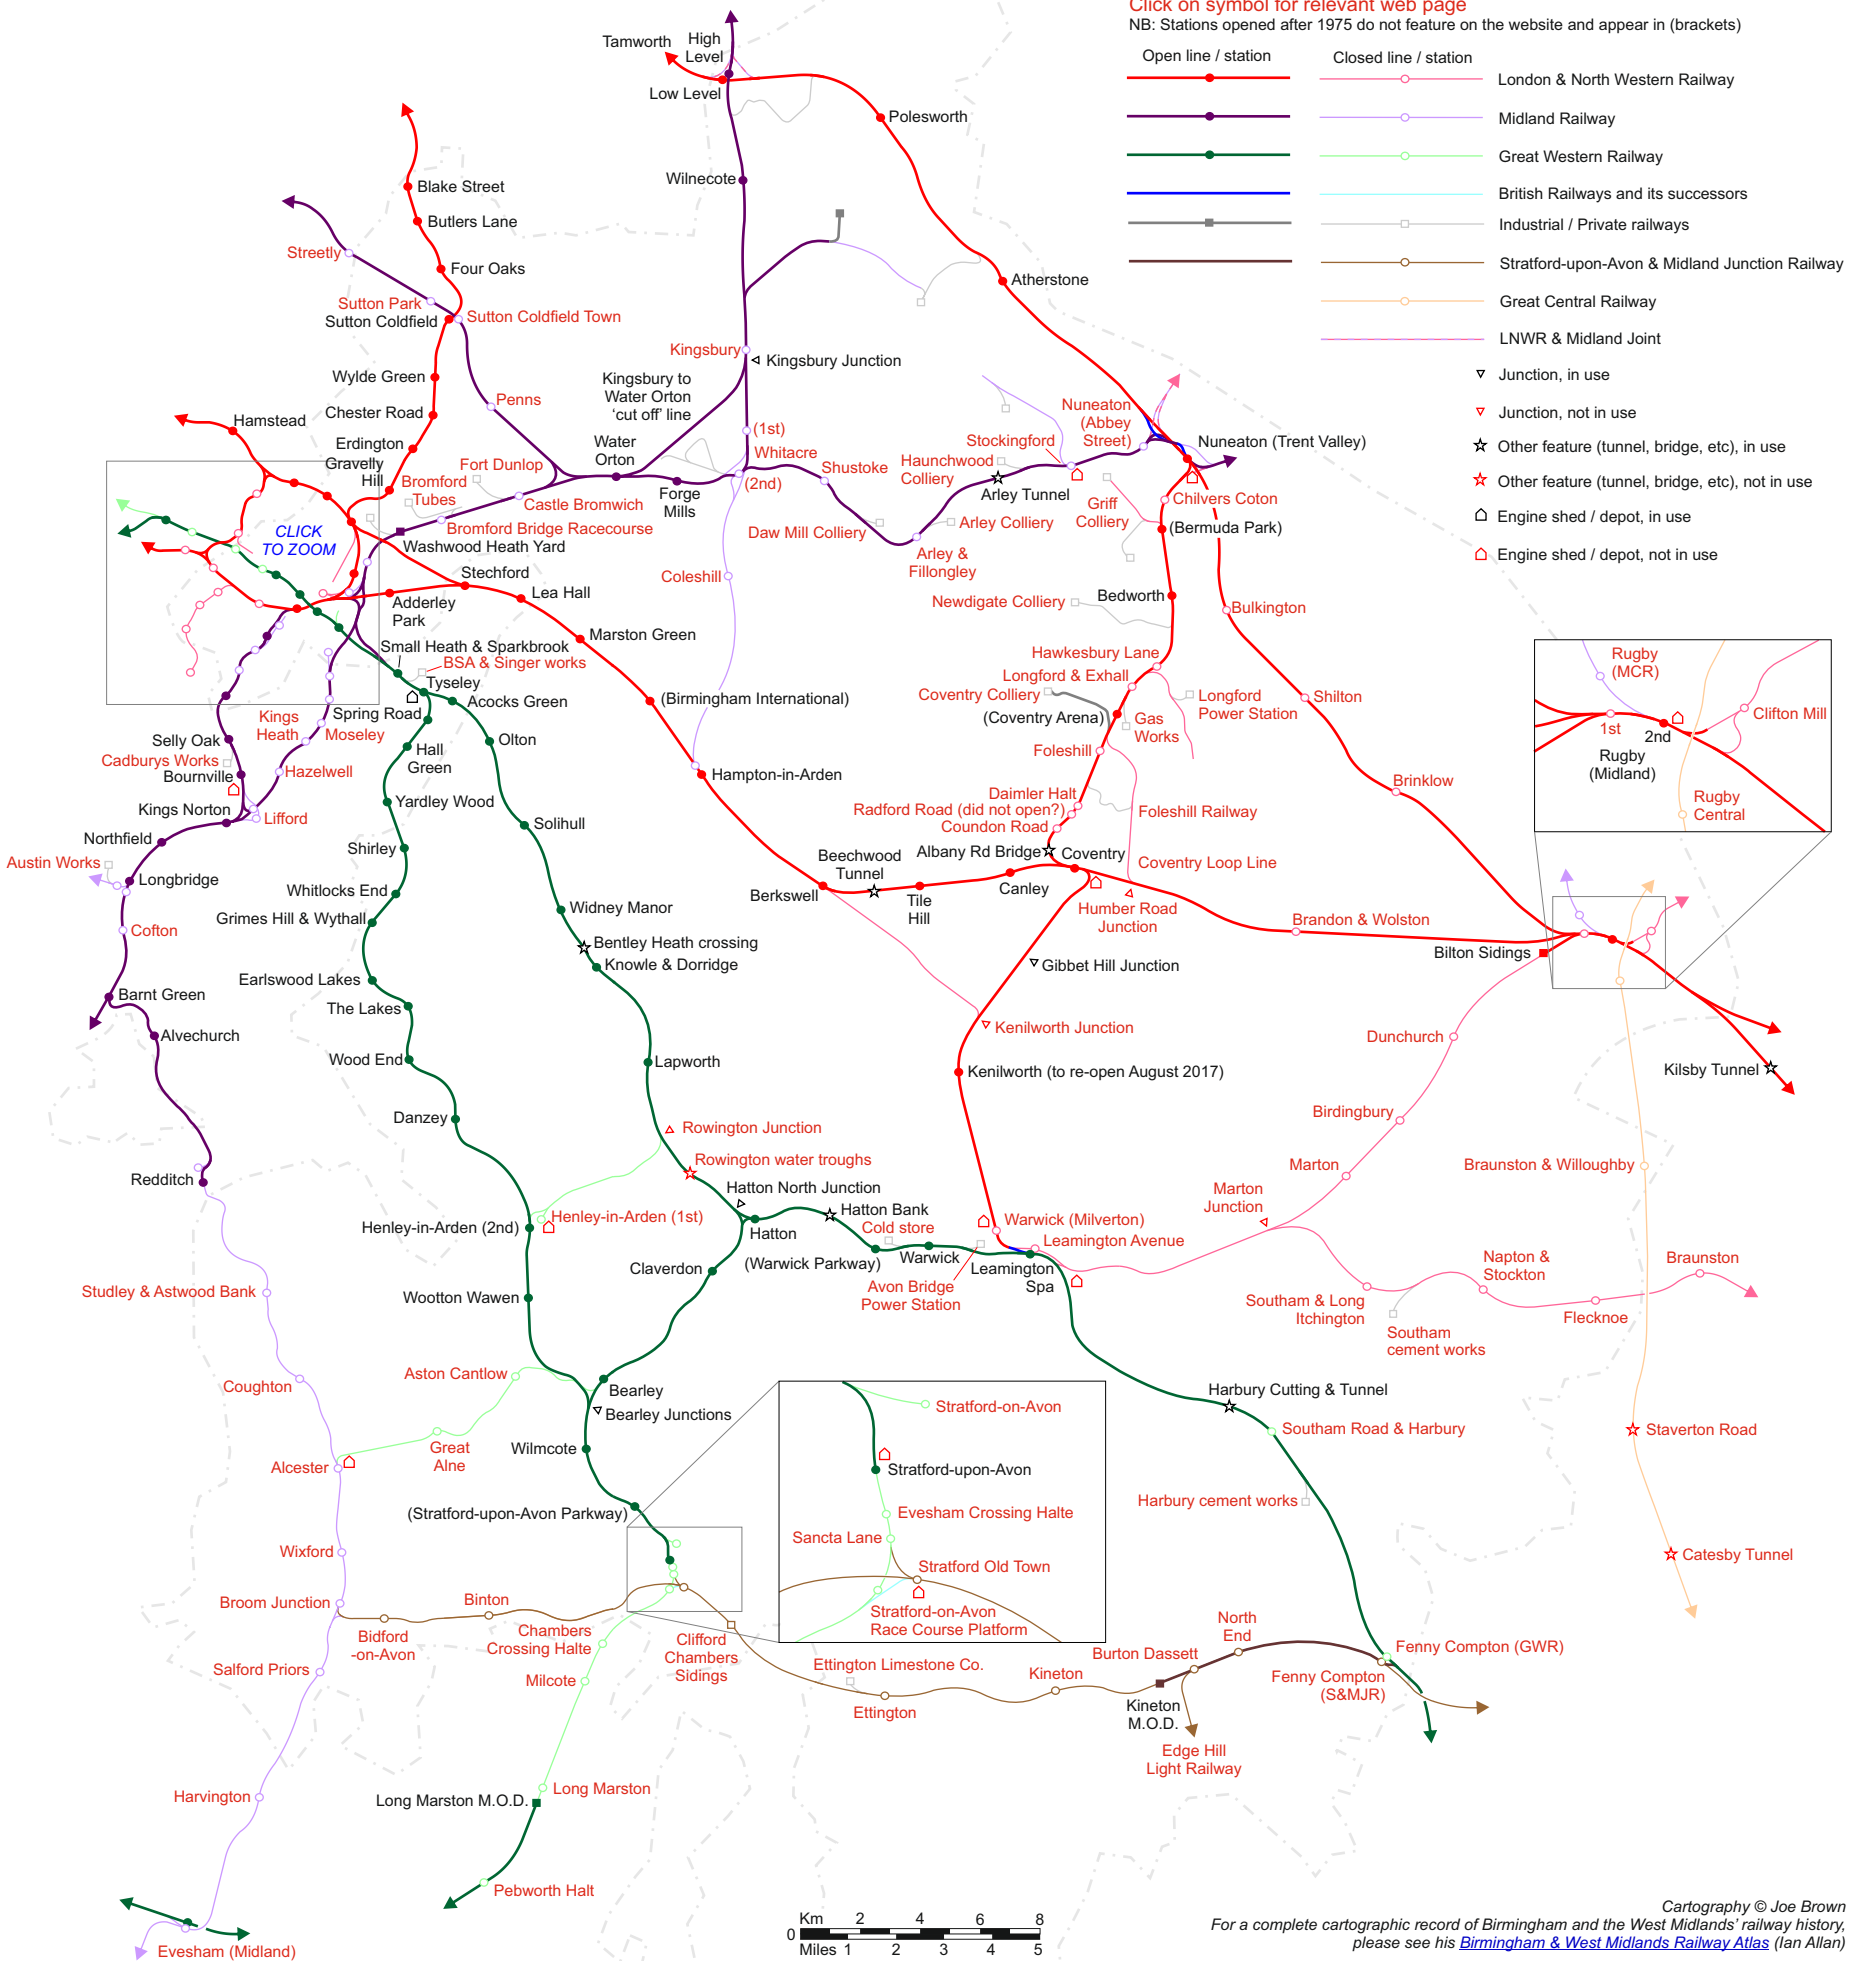 Click on symbol for relevant web page
NB: Stations opened after 1975 do not feature on the website and appear in (brackets)
Open line / station
Closed line / station
London & North Western Railway
Midland Railway
Great Western Railway
British Railways and its successors
Industrial / Private railways
Stratford-upon-Avon & Midland Junction Railway
Great Central Railway
LNWR & Midland Joint
Junction, in use
Junction, not in use
Other feature (tunnel, bridge, etc), in use
Other feature (tunnel, bridge, etc), not in use
Engine shed / depot, in use
Engine shed / depot, not in use
Tamworth
High
Level
Low Level
Polesworth
Wilnecote
Blake Street
Butlers Lane
Streetly
Four Oaks
Atherstone
Sutton Park
Sutton Coldfield
Sutton Coldfield Town
Kingsbury
Kingsbury Junction
Wylde Green
Kingsbury to
Water Orton
'cut off' line
Penns
Chester Road
Hamstead
Erdington
Gravelly
Hill
Water
Orton
(1st)
Whitacre
(2nd)
Nuneaton
(Abbey
Street)
Nuneaton (Trent Valley)
Stockingford
Haunchwood
Colliery
Shustoke
Fort Dunlop
Bromford
Tubes
Castle Bromwich
Forge
Mills
Arley Tunnel
Griff
Colliery
Chilvers Coton
(Bermuda Park)
Bromford Bridge Racecourse
Daw Mill Colliery
Arley Colliery
CLICK
TO ZOOM
Washwood Heath Yard
Arley &
Fillongley
Stechford
Coleshill
Lea Hall
Adderley
Park
Newdigate Colliery
Bedworth
Bulkington
Marston Green
Small Heath & Sparkbrook
BSA & Singer works
Hawkesbury Lane
Tyseley
Longford & Exhall
Coventry Colliery
Longford
Power Station
Shilton
Acocks Green
(Birmingham International)
Spring Road
Kings
Heath
Moseley
(Coventry Arena)
Gas
Works
Rugby
(MCR)
Clifton Mill
1st
2nd
Rugby
(Midland)
Rugby
Central
Selly Oak
Olton
Hall
Green
Foleshill
Cadburys Works
Bournville
Hazelwell
Hampton-in-Arden
Brinklow
Yardley Wood
Daimler Halt
Radford Road (did not open?)
Coundon Road
Foleshill Railway
Kings Norton
Lifford
Solihull
Northfield
Shirley
Albany Rd Bridge
Coventry
Beechwood
Tunnel
Coventry Loop Line
Austin Works
Longbridge
Whitlocks End
Berkswell
Tile
Hill
Canley
Humber Road
Junction
Grimes Hill & Wythall
Widney Manor
Brandon & Wolston
Cofton
Bentley Heath crossing
Knowle & Dorridge
Gibbet Hill Junction
Bilton Sidings
Earlswood Lakes
Barnt Green
The Lakes
Alvechurch
Kenilworth Junction
Dunchurch
Wood End
Lapworth
Kenilworth (to re-open August 2017)
Kilsby Tunnel
Danzey
Rowington Junction
Birdingbury
Rowington water troughs
Marton
Braunston & Willoughby
Redditch
Hatton North Junction
Marton
Junction
Henley-in-Arden (2nd)
Henley-in-Arden (1st)
Hatton
Hatton Bank
Cold store
Warwick (Milverton)
Leamington Avenue
Claverdon
(Warwick Parkway)
Warwick
Leamington
Spa
Napton &
Stockton
Braunston
Studley & Astwood Bank
Wootton Wawen
Avon Bridge
Power Station
Southam & Long
Itchington
Flecknoe
Southam
cement works
Aston Cantlow
Coughton
Bearley
Bearley Junctions
Harbury Cutting & Tunnel
Stratford-on-Avon
Southam Road & Harbury
Staverton Road
Great
Alne
Wilmcote
Alcester
Stratford-upon-Avon
(Stratford-upon-Avon Parkway)
Evesham Crossing Halte
Harbury cement works
Sancta Lane
Wixford
Stratford Old Town
Catesby Tunnel
Broom Junction
Binton
Stratford-on-Avon
Race Course Platform
Bidford
-on-Avon
Chambers
Crossing Halte
Clifford
Chambers
Sidings
North
End
Burton Dassett
Fenny Compton (GWR)
Salford Priors
Milcote
Ettington Limestone Co.
Kineton
Fenny Compton
(S&MJR)
Ettington
Kineton
M.O.D.
Edge Hill
Light Railway
Harvington
Long Marston M.O.D.
Long Marston
Pebworth Halt
Evesham (Midland)
Km 2 4 6 8
0
Miles 1 2 3 4 5
Cartography © Joe Brown
For a complete cartographic record of Birmingham and the West Midlands' railway history,
please see his Birmingham & West Midlands Railway Atlas (Ian Allan)